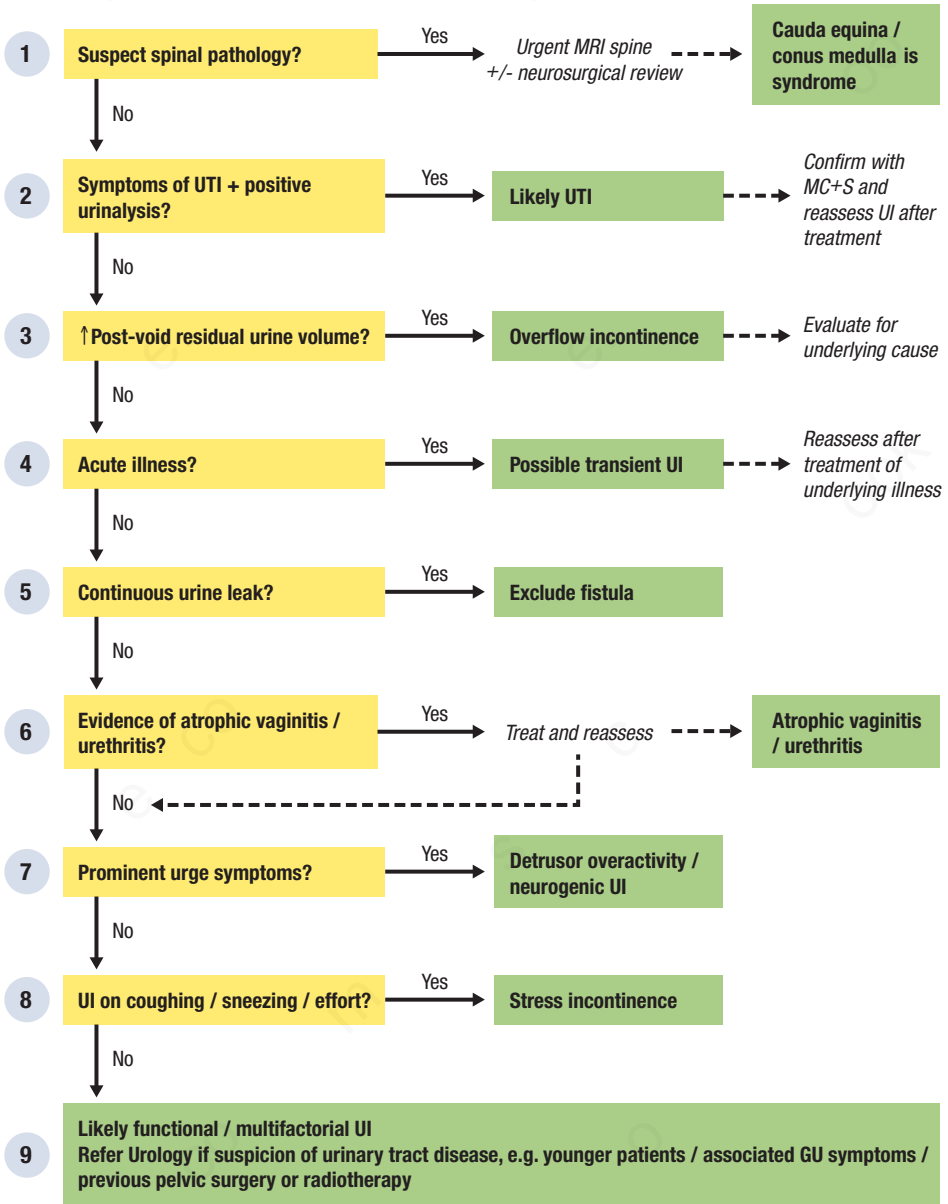 1
Suspect spinal pathology?
Yes
Urgent MRI spine
+/- neurosurgical review
Cauda equina /
conus medulla is
syndrome
No
2
Symptoms of UTI + positive
urinalysis?
Yes
Likely UTI
Confirm with
MC+S and
reassess UI after
treatment
No
3
↑Post-void residual urine volume?
Yes
Overflow incontinence
Evaluate for
underlying cause
No
4
Acute illness?
Yes
Possible transient UI
Reassess after
treatment of
underlying illness
No
5
Continuous urine leak?
Yes
Exclude fistula
No
6
Evidence of atrophic vaginitis /
urethritis?
Yes
Treat and reassess
Atrophic vaginitis
/ urethritis
No
7
Prominent urge symptoms?
Yes
Detrusor overactivity /
neurogenic UI
No
8
UI on coughing / sneezing / effort?
Yes
Stress incontinence
No
9
Likely functional / multifactorial UI
Refer Urology if suspicion of urinary tract disease, e.g. younger patients / associated GU symptoms /
previous pelvic surgery or radiotherapy